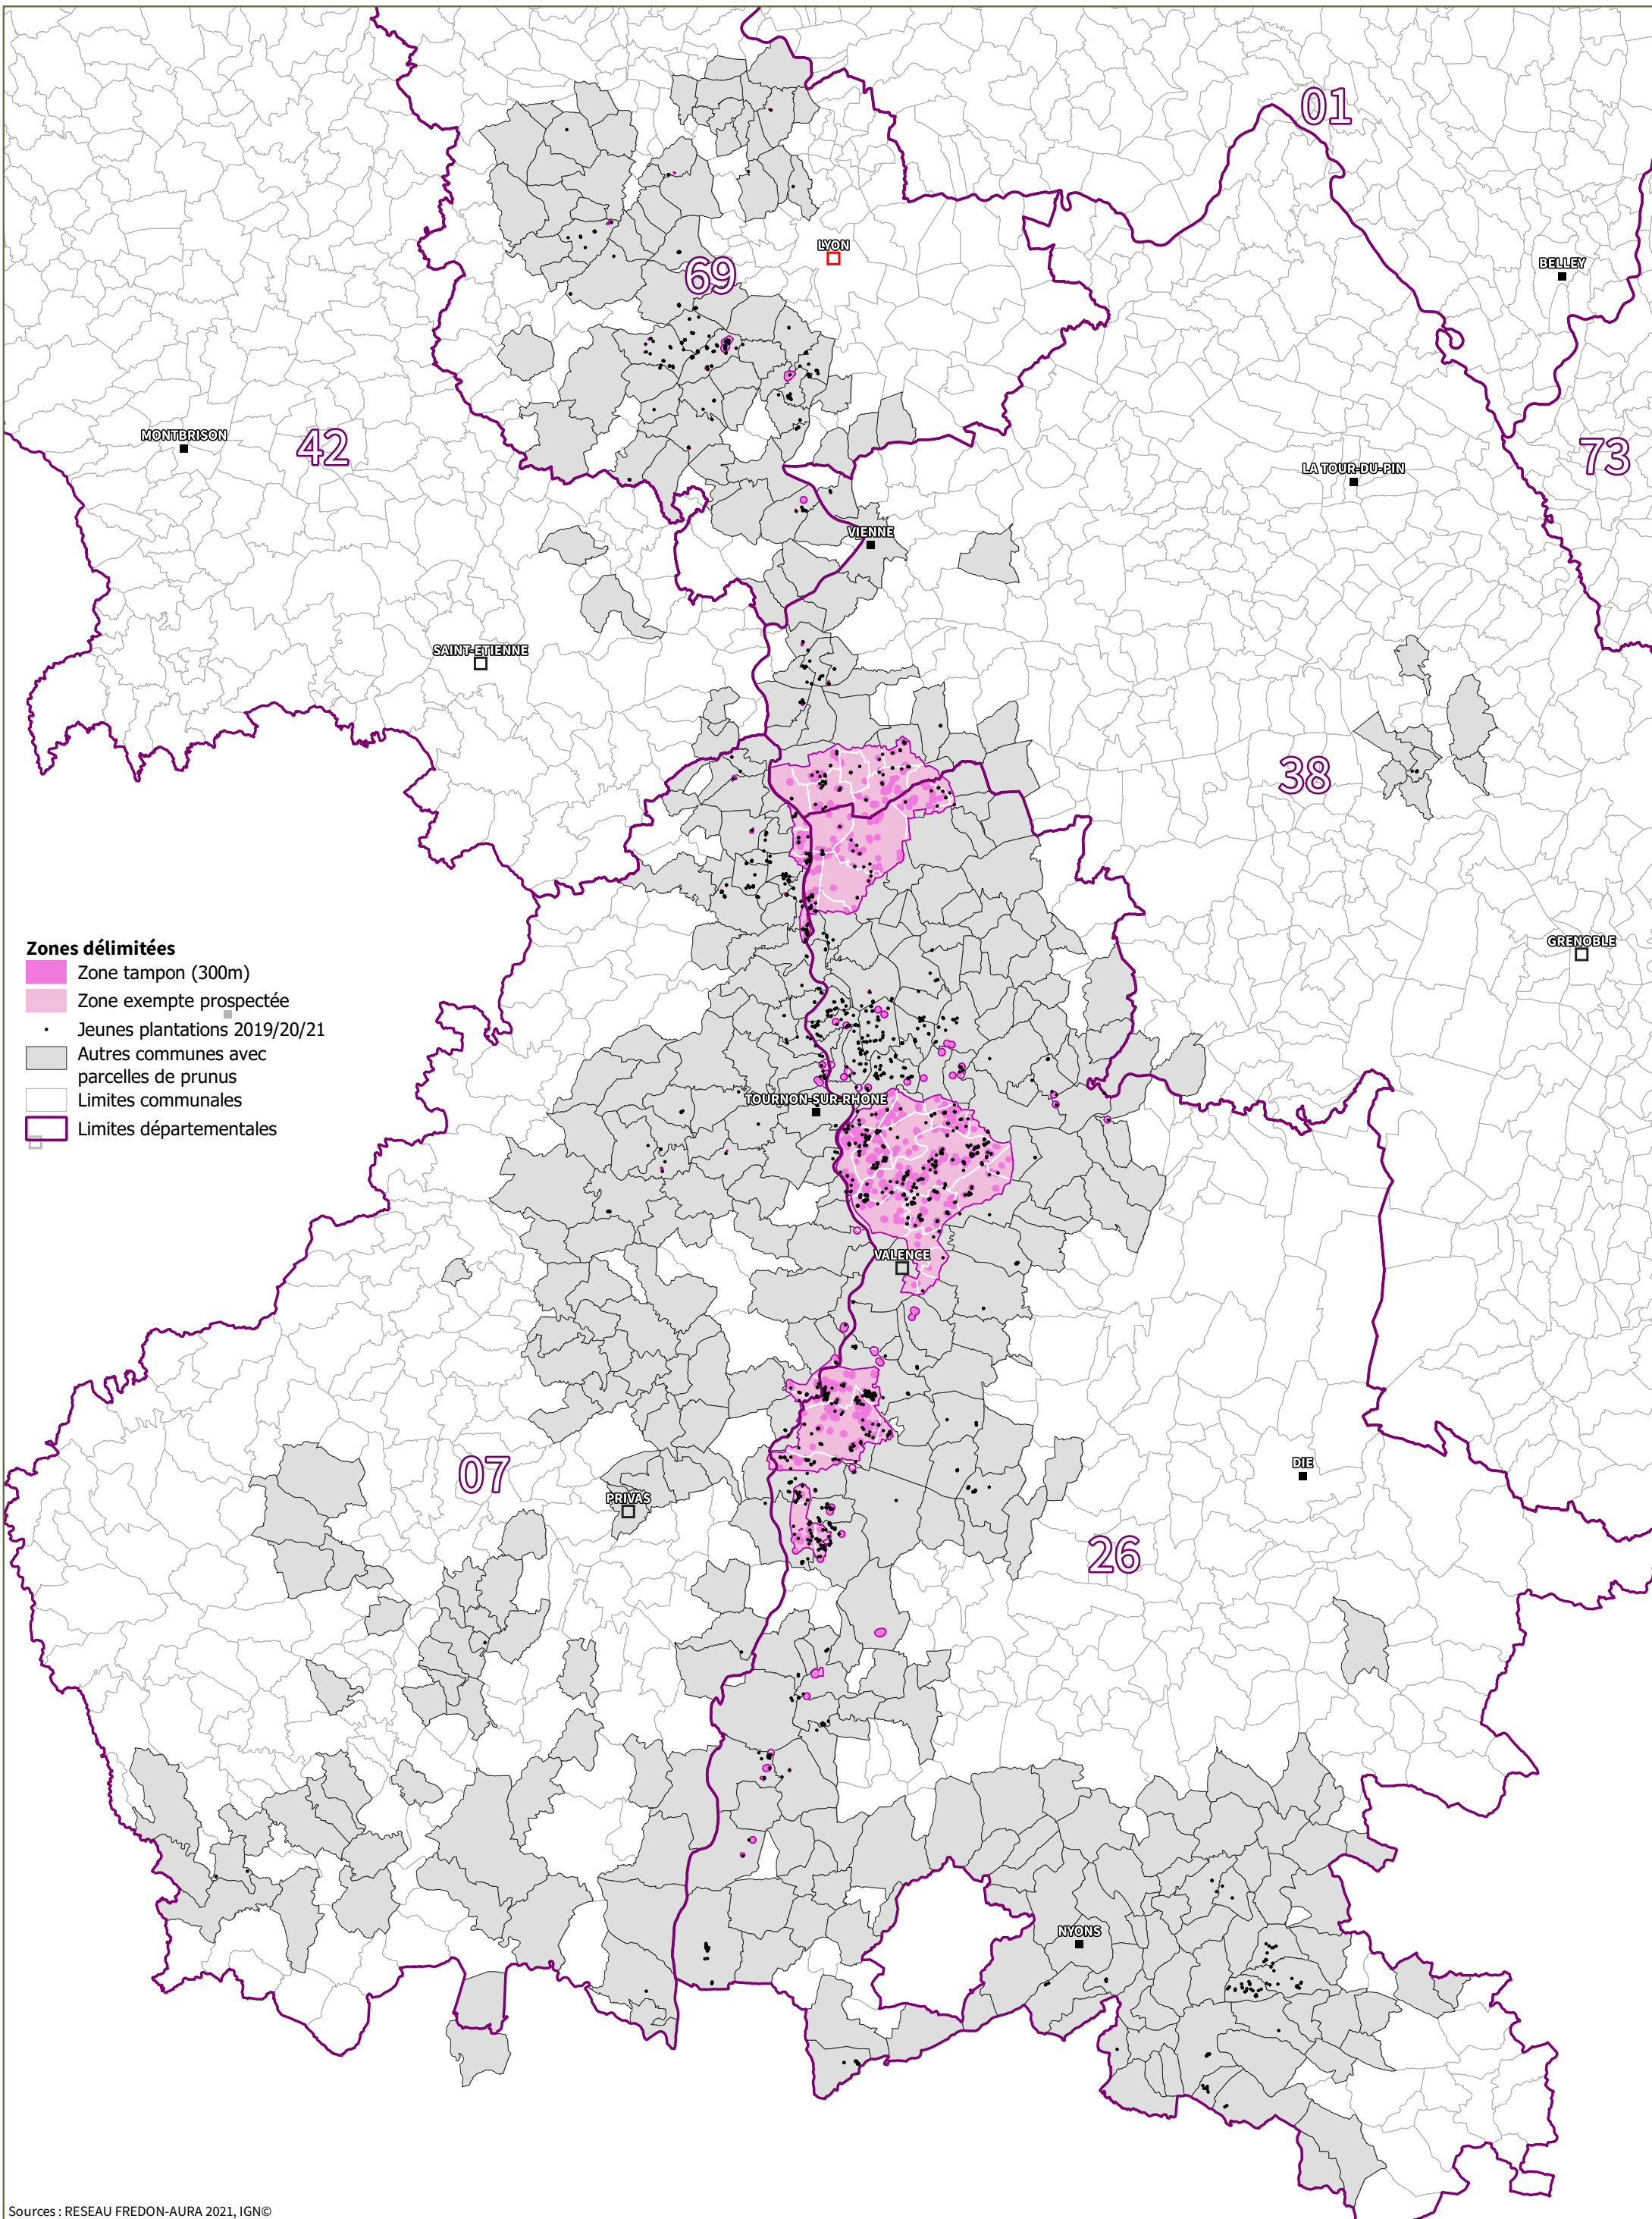 01
LYON
BELLEY
69
MONTBRISON
42
73
LA TOUR-DU-PIN
VIENNE
SAINT-ETIENNE
38
GRENOBLE
Zones délimitées
Zone tampon (300m)
Zone exempte prospectée
Jeunes plantations 2019/20/21
Autres communes avec
parcelles de prunus
Limites communales
Limites départementales
TOURNON-SUR-RHONE
VALENCE
07
DIE
PRIVAS
26
NYONS
Sources : RESEAU FREDON-AURA 2021, IGN©